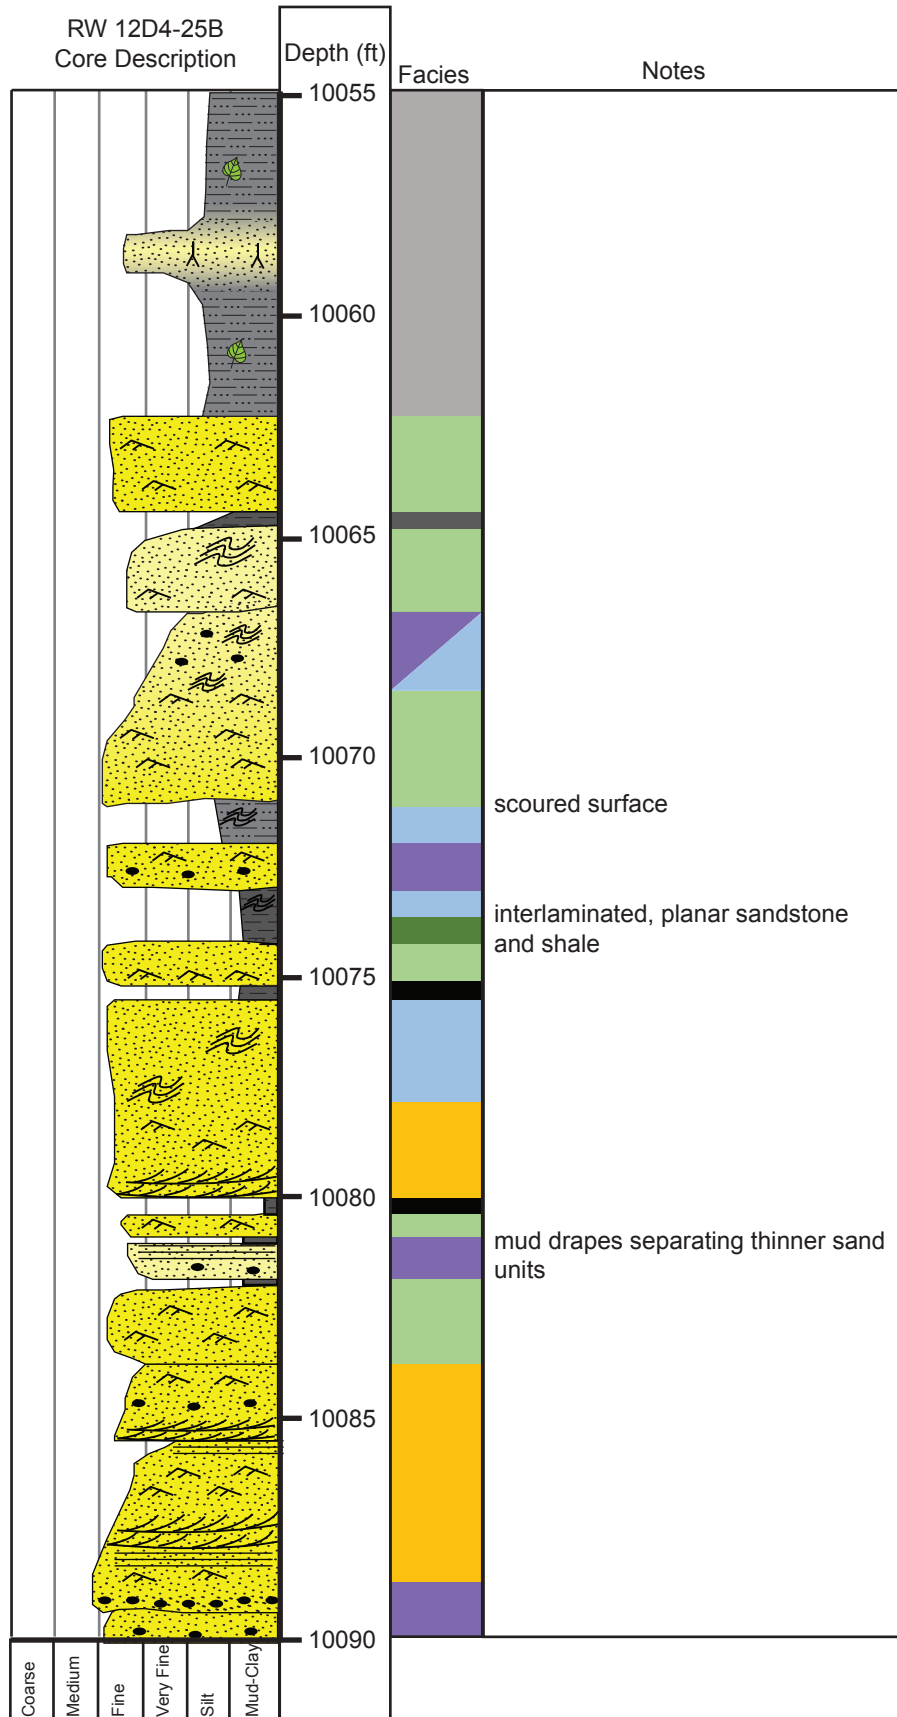 RW 12D4-25B
Core Description
Depth (ft)
Facies
Notes
10055
10060
10065
10070
scoured surface
interlaminated, planar sandstone
and shale
10075
10080
mud drapes separating thinner sand
units
10085
10090
Coarse
Medium
Fine
Very Fine
Silt
Mud-Clay